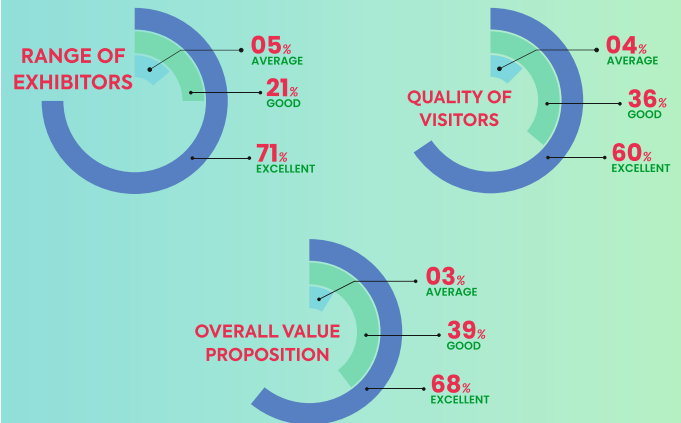 RANGE OF
EXHIBITORS
05%
AVERAGE
21%
GOOD
71%
EXCELLENT
QUALITY OF
VISITORS
04%
AVERAGE
36%
GOOD
60%
EXCELLENT
OVERALL VALUE
PROPOSITION
03%
AVERAGE
39%
GOOD
68%
EXCELLENT